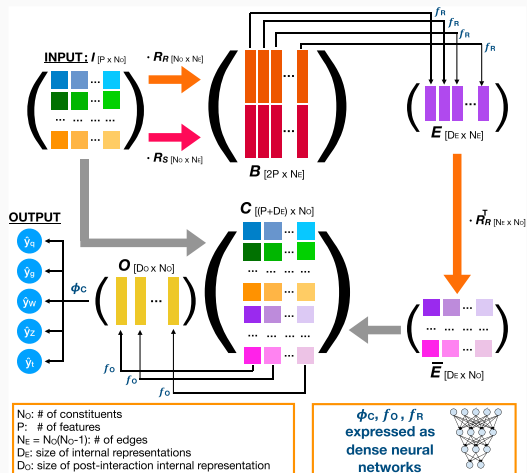 INPUT: I [P x NO]
· RR [NO x NE]
· RS [NO x NE]
...
B [2P x NE]
fR
fR
fR
fR
E [DE x NE]
· RR^T [NE x NO]
Ē [DE x NO]
C [(P+DE) x NO]
O [DO x NO]
fO
fO
fO
ϕC
OUTPUT
ŷq
ŷg
ŷW
ŷZ
ŷt
NO: # of constituents
P: # of features
NE = NO(NO-1): # of edges
DE: size of internal representations
DO: size of post-interaction internal representation
ϕC, fO, fR
expressed as
dense neural
networks